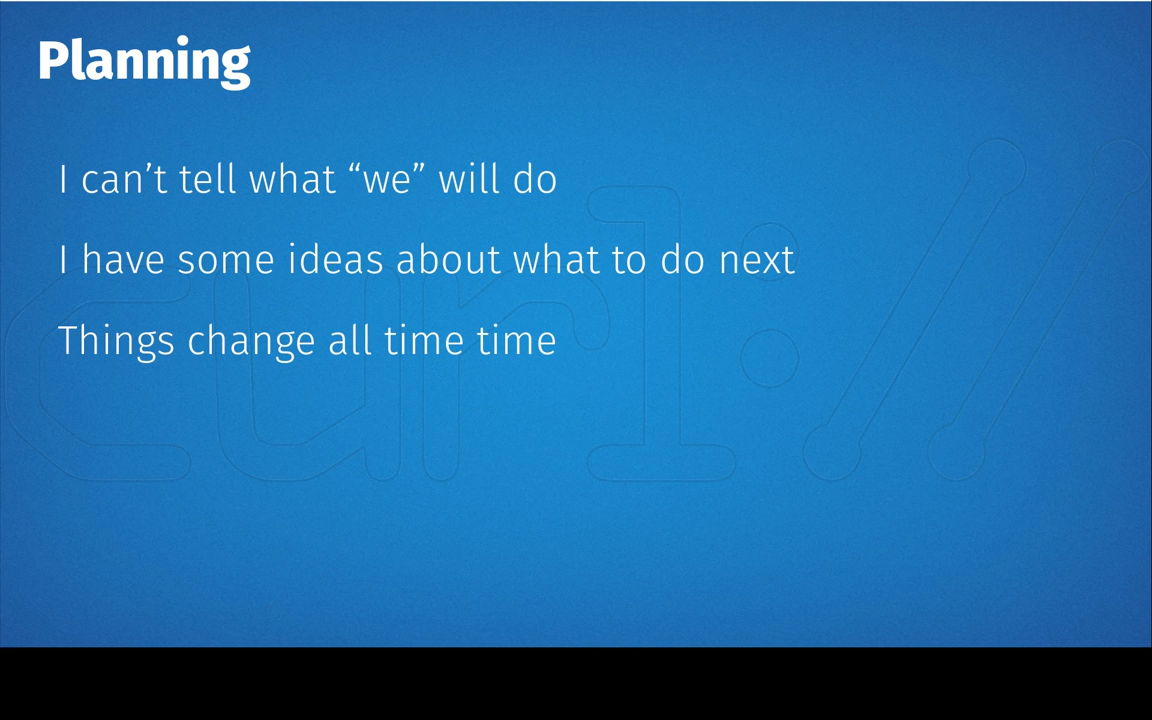 Planning
I can’t tell what “we” will do
I have some ideas about what to do next
Things change all time time
curl://